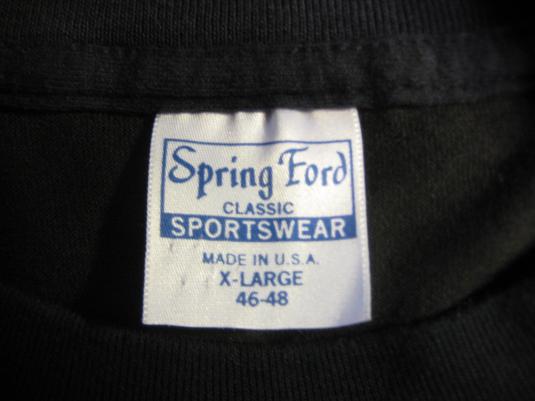 Spring Ford
CLASSIC
SPORTSWEAR
MADE IN U.S.A.
X-LARGE
46-48